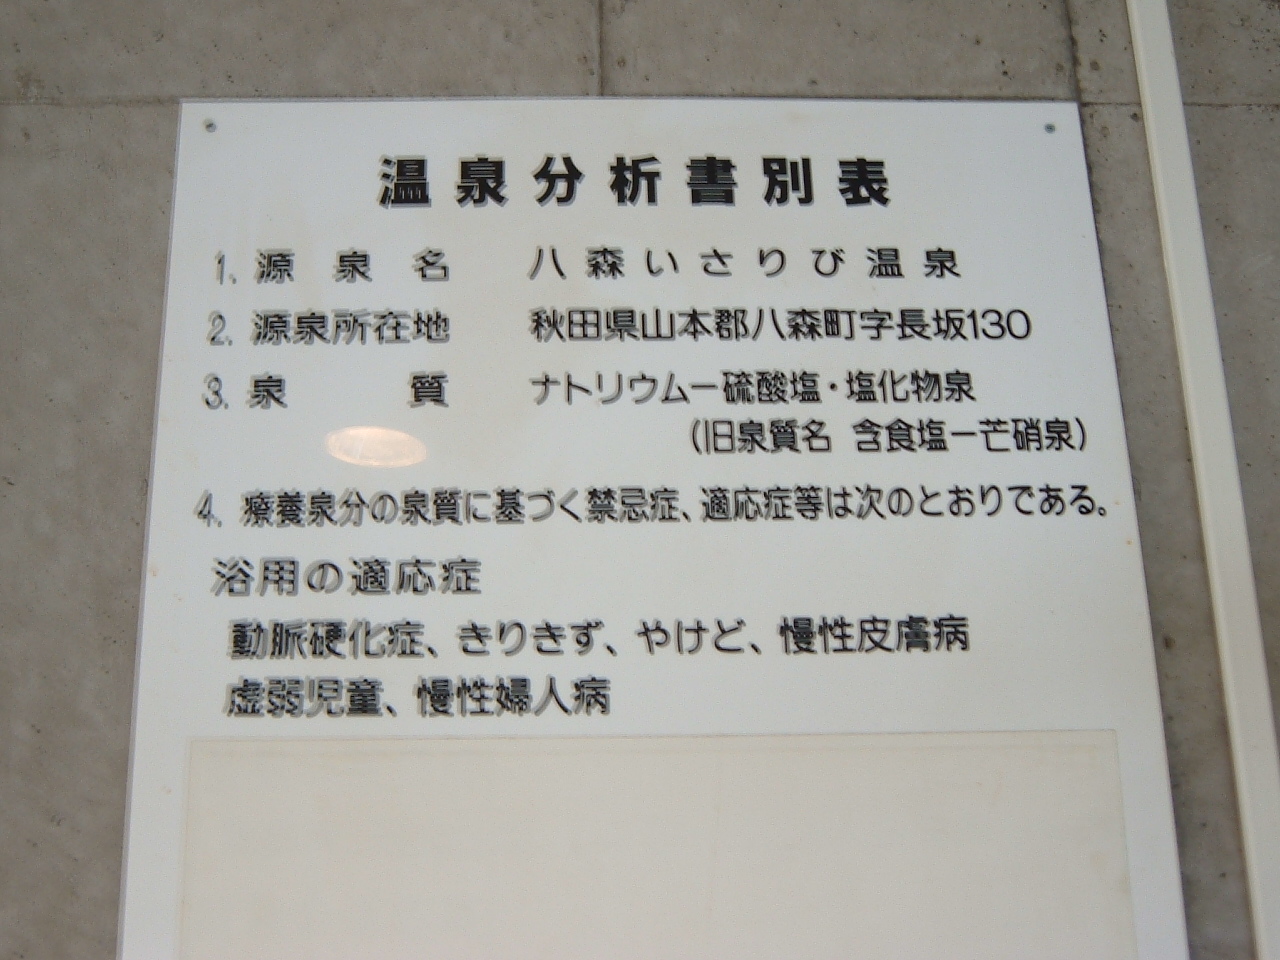 温泉分析書別表
1. 源泉名 八森いさりび温泉
2. 源泉所在地 秋田県山本郡八森町字長坂130
3. 泉質 ナトリウムー硫酸塩・塩化物泉
(旧泉質名 含食塩ー芒硝泉)
4. 療養泉分の泉質に基づく禁忌症、適応症等は次のとおりである。
浴用の適応症
動脈硬化症、きりきず、やけど、慢性皮膚病
虚弱児童、慢性婦人病